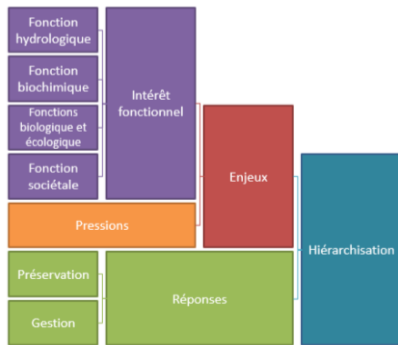 Fonction
hydrologique
Fonction
biochimique
Fonctions
biologique et
écologique
Fonction
sociétale
Intérêt
fonctionnel
Pressions
Enjeux
Préservation
Gestion
Réponses
Hiérarchisation